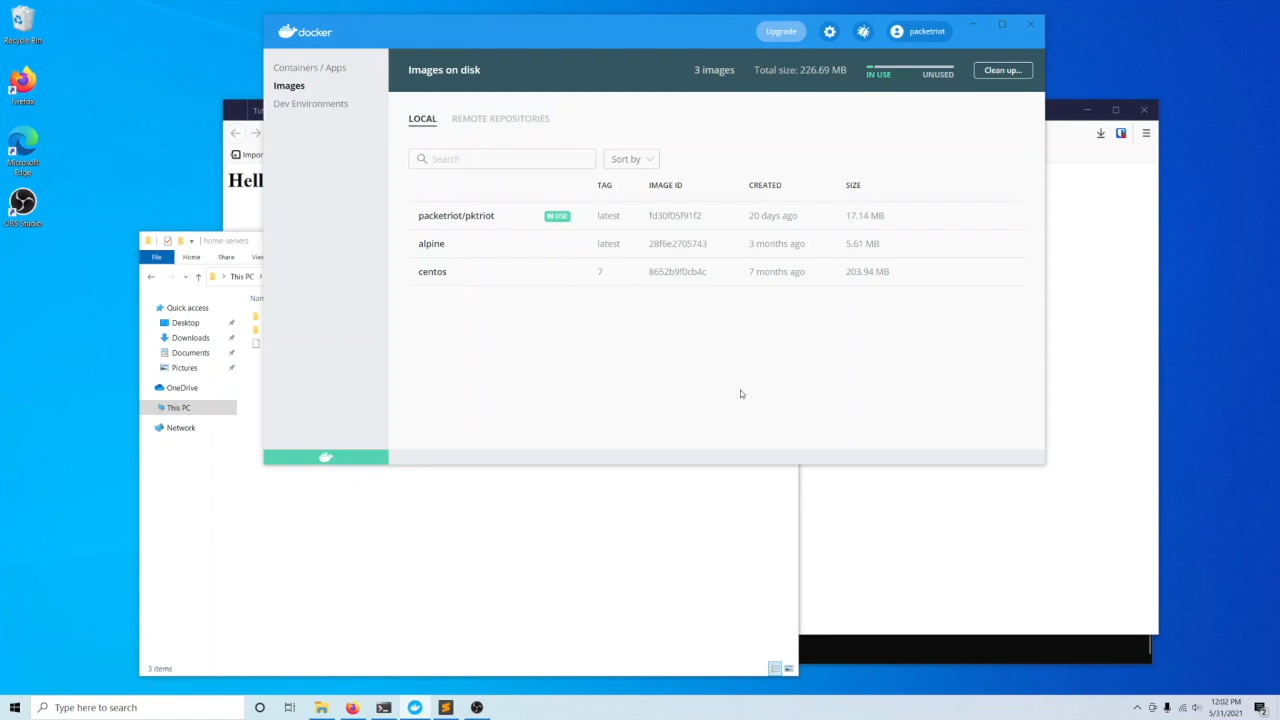 Recycle Bin
Firefox
Microsoft
Edge
OBS Studio
docker
Upgrade
packetriot
Containers / Apps
Images
Dev Environments
Images on disk
3 images
Total size: 226.69 MB
IN USE
UNUSED
Clean up...
LOCAL
REMOTE REPOSITORIES
Search
Sort by
TAG
IMAGE ID
CREATED
SIZE
packetriot/pktriot
IN USE
latest
fd30f05f91f2
20 days ago
17.14 MB
alpine
latest
28f6e2705743
3 months ago
5.61 MB
centos
7
8652b9f0cb4c
7 months ago
203.94 MB
Tu
Impor
Hell
home-servers
File
Home
Share
Vie
This PC
Nam
Quick access
Desktop
Downloads
Documents
Pictures
OneDrive
This PC
Network
3 items
Type here to search
12:02 PM
5/31/2021
2